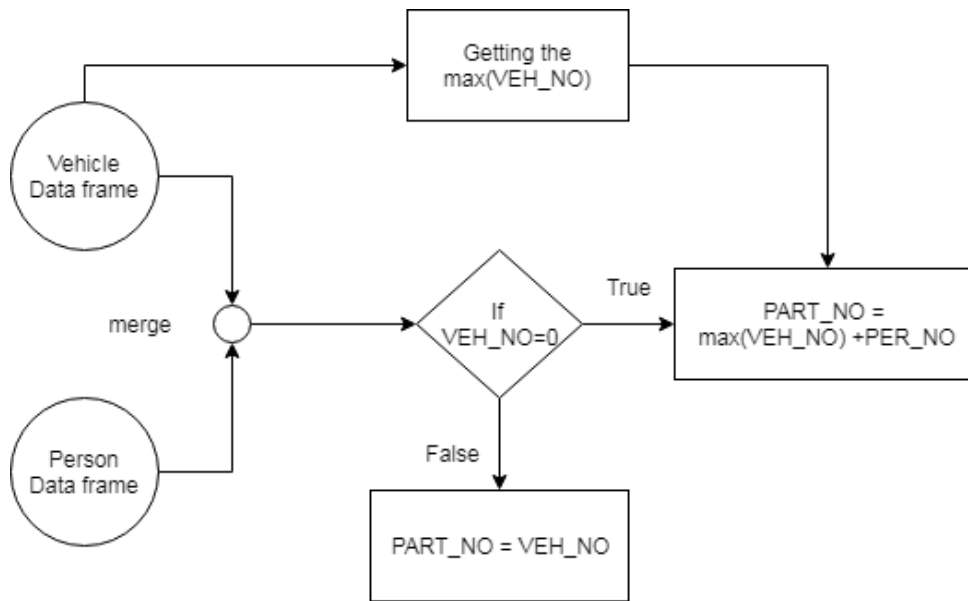 Getting the
max(VEH_NO)
Vehicle
Data frame
merge
If
VEH_NO=0
True
PART_NO =
max(VEH_NO) +PER_NO
Person
Data frame
False
PART_NO = VEH_NO